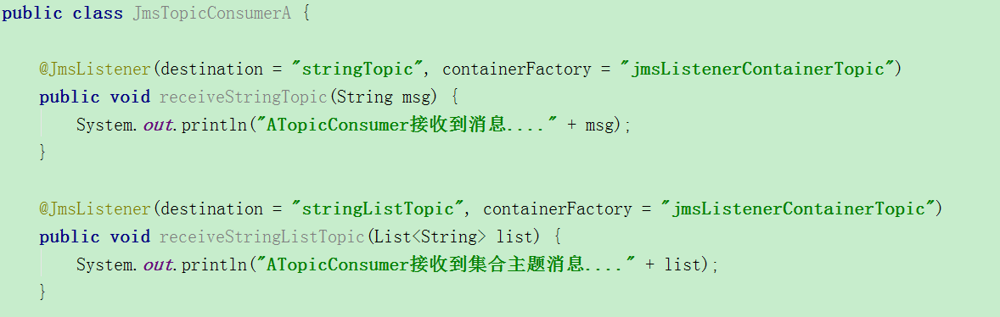 public class JmsTopicConsumerA {
@JmsListener(destination = "stringTopic", containerFactory = "jmsListenerContainerTopic")
public void receiveStringTopic(String msg) {
System.out.println("ATopicConsumer接收到消息...." + msg);
}
@JmsListener(destination = "stringListTopic", containerFactory = "jmsListenerContainerTopic")
public void receiveStringListTopic(List<String> list) {
System.out.println("ATopicConsumer接收到集合主题消息...." + list);
}